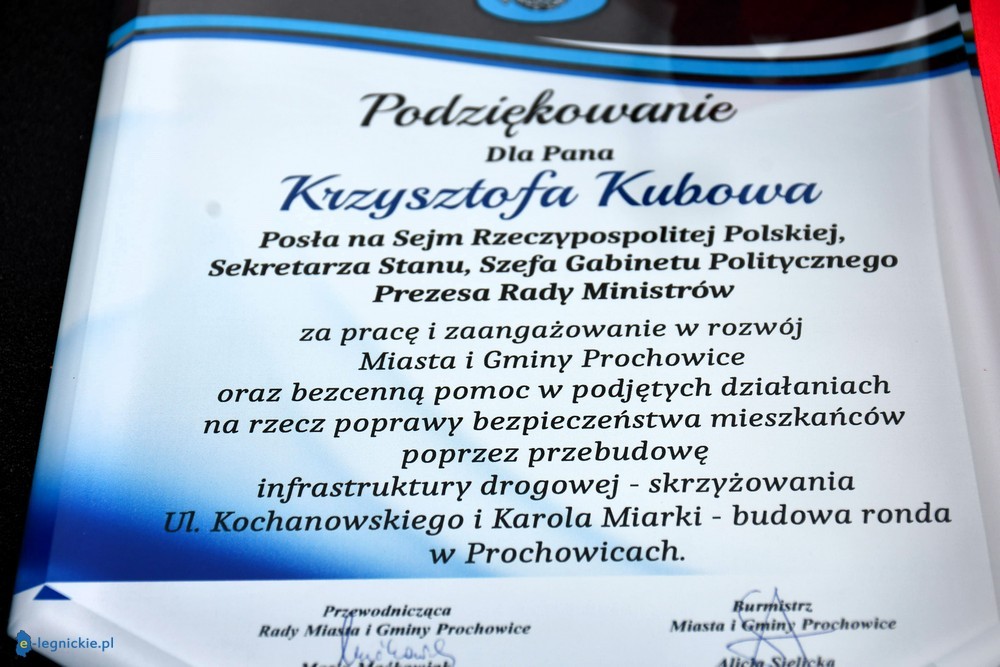 Podziękowanie
Dla Pana
Krzysztofa Kubowa
Posła na Sejm Rzeczypospolitej Polskiej,
Sekretarza Stanu, Szefa Gabinetu Politycznego
Prezesa Rady Ministrów
za pracę i zaangażowanie w rozwój
Miasta i Gminy Prochowice
oraz bezcenną pomoc w podjętych działaniach
na rzecz poprawy bezpieczeństwa mieszkańców
poprzez przebudowę
infrastruktury drogowej - skrzyżowania
Ul. Kochanowskiego i Karola Miarki - budowa ronda
w Prochowicach.
Przewodnicząca
Rady Miasta i Gminy Prochowice
Burmistrz
Miasta i Gminy Prochowice
Alicja Sielicka
e-legnickie.pl